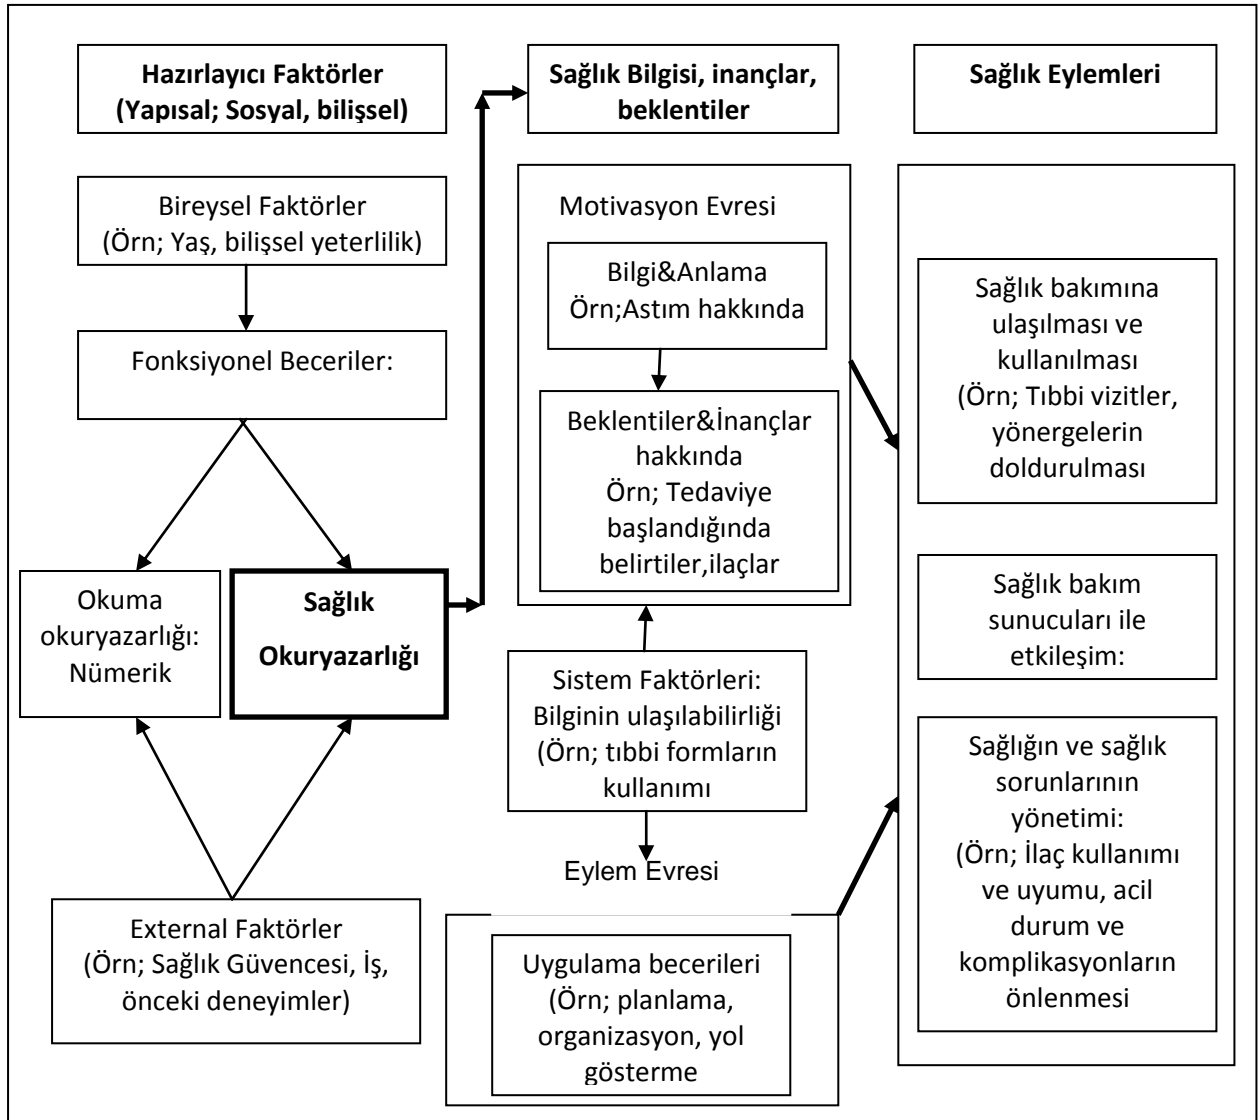 Hazırlayıcı Faktörler
(Yapısal; Sosyal, bilişsel)
Bireysel Faktörler
(Örn; Yaş, bilişsel yeterlilik)
Fonksiyonel Beceriler:
Okuma
okuryazarlığı:
Nümerik
Sağlık
Okuryazarlığı
External Faktörler
(Örn; Sağlık Güvencesi, İş,
önceki deneyimler)
Sağlık Bilgisi, inançlar,
beklentiler
Motivasyon Evresi
Bilgi&Anlama
Örn;Astım hakkında
Beklentiler&İnançlar
hakkında
Örn; Tedaviye
başlandığında
belirtiler,ilaçlar
Sistem Faktörleri:
Bilginin ulaşılabilirliği
(Örn; tıbbi formların
kullanımı
Eylem Evresi
Uygulama becerileri
(Örn; planlama,
organizasyon, yol
gösterme
Sağlık Eylemleri
Sağlık bakımına
ulaşılması ve
kullanılması
(Örn; Tıbbi vizitler,
yönergelerin
doldurulması
Sağlık bakım
sunucuları ile
etkileşim:
Sağlığın ve sağlık
sorunlarının
yönetimi:
(Örn; İlaç kullanımı
ve uyumu, acil
durum ve
komplikasyonların
önlenmesi